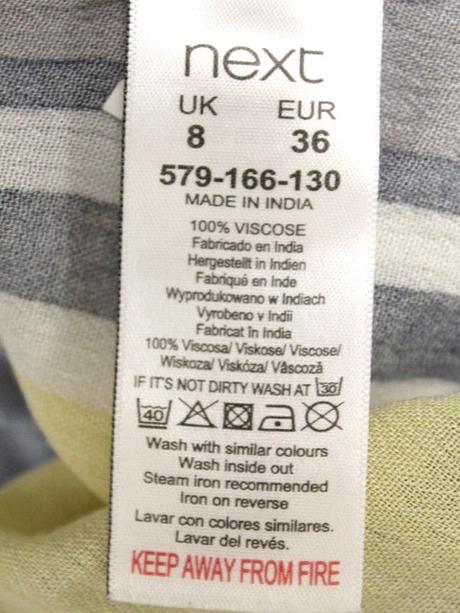 next
UK EUR
8 36
579-166-130
MADE IN INDIA
100% VISCOSE
Fabricado en India
Hergestellt in Indien
Fabriqué en Inde
Wyprodukowano w Indiach
Vyrobeno v Indii
Fabricat în India
100% Viscosa/ Viskose/ Viscose/
Wiskoza/ Viskóza/ Vâscoză
IF IT'S NOT DIRTY WASH AT 30
40
Wash with similar colours
Wash inside out
Steam iron recommended
Iron on reverse
Lavar con colores similares.
Lavar del revés.
KEEP AWAY FROM FIRE